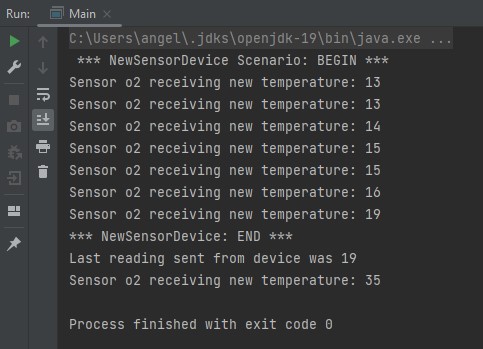 Run: Main
C:\Users\angel\.jdks\openjdk-19\bin\java.exe ...
*** NewSensorDevice Scenario: BEGIN ***
Sensor o2 receiving new temperature: 13
Sensor o2 receiving new temperature: 13
Sensor o2 receiving new temperature: 14
Sensor o2 receiving new temperature: 15
Sensor o2 receiving new temperature: 15
Sensor o2 receiving new temperature: 16
Sensor o2 receiving new temperature: 19
*** NewSensorDevice: END ***
Last reading sent from device was 19
Sensor o2 receiving new temperature: 35
Process finished with exit code 0